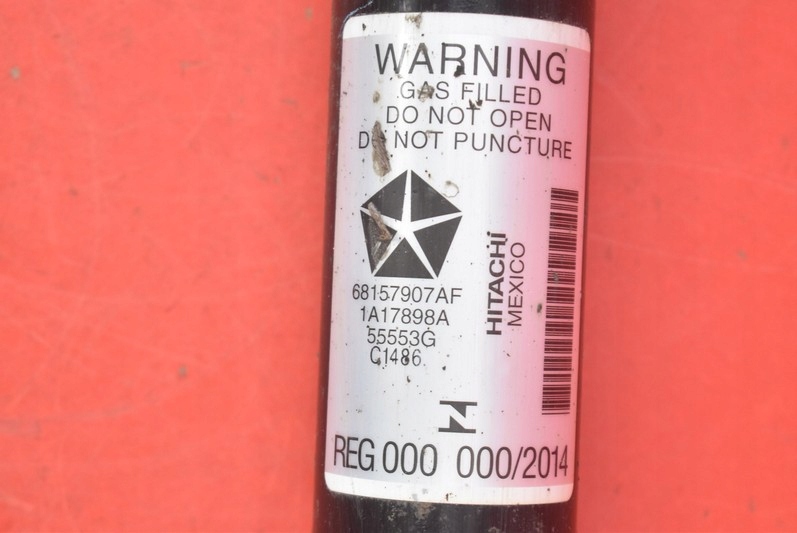 WARNING
GAS FILLED
DO NOT OPEN
DO NOT PUNCTURE
68157907AF
1A17898A
55553G
C1486
HITACHI
MEXICO
REG 000 000/2014